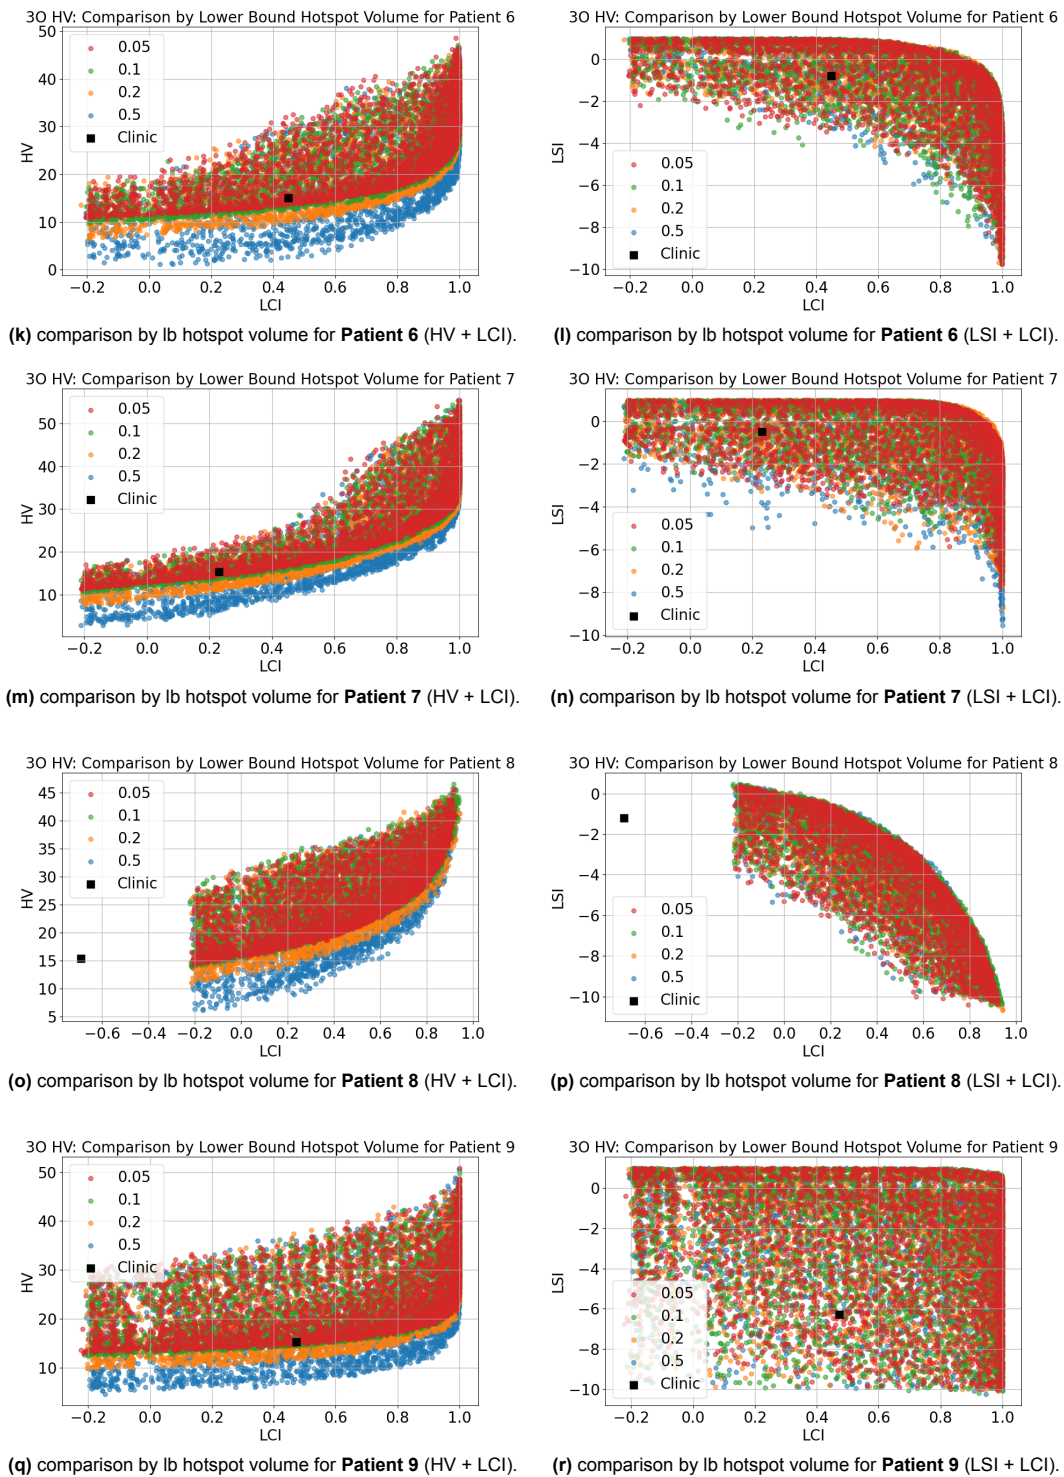 3O HV: Comparison by Lower Bound Hotspot Volume for Patient 6
50
40
30
20
10
0
HV
0.05
0.1
0.2
0.5
Clinic
−0.2 0.0 0.2 0.4 0.6 0.8 1.0
LCI
(k) comparison by lb hotspot volume for Patient 6 (HV + LCI).
3O HV: Comparison by Lower Bound Hotspot Volume for Patient 6
0
−2
−4
−6
−8
−10
LSI
0.05
0.1
0.2
0.5
Clinic
−0.2 0.0 0.2 0.4 0.6 0.8 1.0
LCI
(l) comparison by lb hotspot volume for Patient 6 (LSI + LCI).
3O HV: Comparison by Lower Bound Hotspot Volume for Patient 7
50
40
30
20
10
HV
0.05
0.1
0.2
0.5
Clinic
−0.2 0.0 0.2 0.4 0.6 0.8 1.0
LCI
(m) comparison by lb hotspot volume for Patient 7 (HV + LCI).
3O HV: Comparison by Lower Bound Hotspot Volume for Patient 7
0
−2
−4
−6
−8
−10
LSI
0.05
0.1
0.2
0.5
Clinic
−0.2 0.0 0.2 0.4 0.6 0.8 1.0
LCI
(n) comparison by lb hotspot volume for Patient 7 (LSI + LCI).
3O HV: Comparison by Lower Bound Hotspot Volume for Patient 8
45
40
35
30
25
20
15
10
5
HV
0.05
0.1
0.2
0.5
Clinic
−0.6 −0.4 −0.2 0.0 0.2 0.4 0.6 0.8 1.0
LCI
(o) comparison by lb hotspot volume for Patient 8 (HV + LCI).
3O HV: Comparison by Lower Bound Hotspot Volume for Patient 8
0
−2
−4
−6
−8
−10
LSI
0.05
0.1
0.2
0.5
Clinic
−0.6 −0.4 −0.2 0.0 0.2 0.4 0.6 0.8 1.0
LCI
(p) comparison by lb hotspot volume for Patient 8 (LSI + LCI).
3O HV: Comparison by Lower Bound Hotspot Volume for Patient 9
50
40
30
20
10
HV
0.05
0.1
0.2
0.5
Clinic
−0.2 0.0 0.2 0.4 0.6 0.8 1.0
LCI
(q) comparison by lb hotspot volume for Patient 9 (HV + LCI).
3O HV: Comparison by Lower Bound Hotspot Volume for Patient 9
0
−2
−4
−6
−8
−10
LSI
0.05
0.1
0.2
0.5
Clinic
−0.2 0.0 0.2 0.4 0.6 0.8 1.0
LCI
(r) comparison by lb hotspot volume for Patient 9 (LSI + LCI).